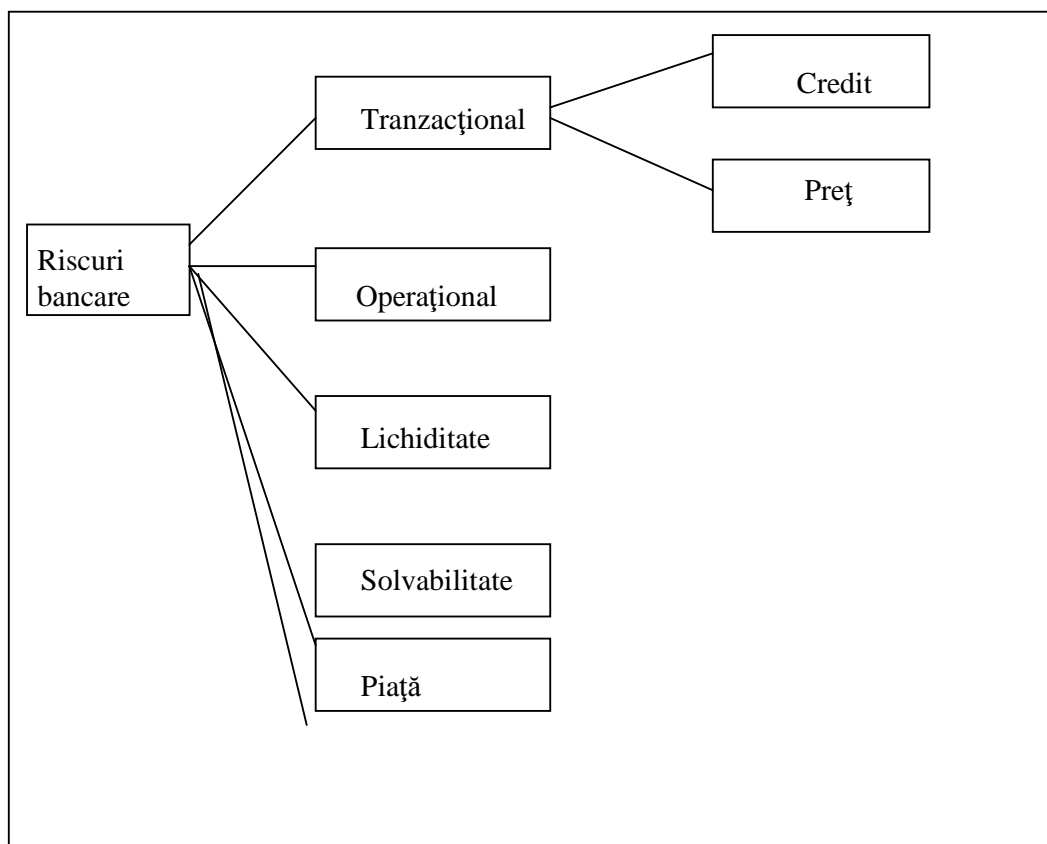 Credit
Tranzacţional
Preţ
Riscuri
bancare
Operaţional
Lichiditate
Solvabilitate
Piaţă